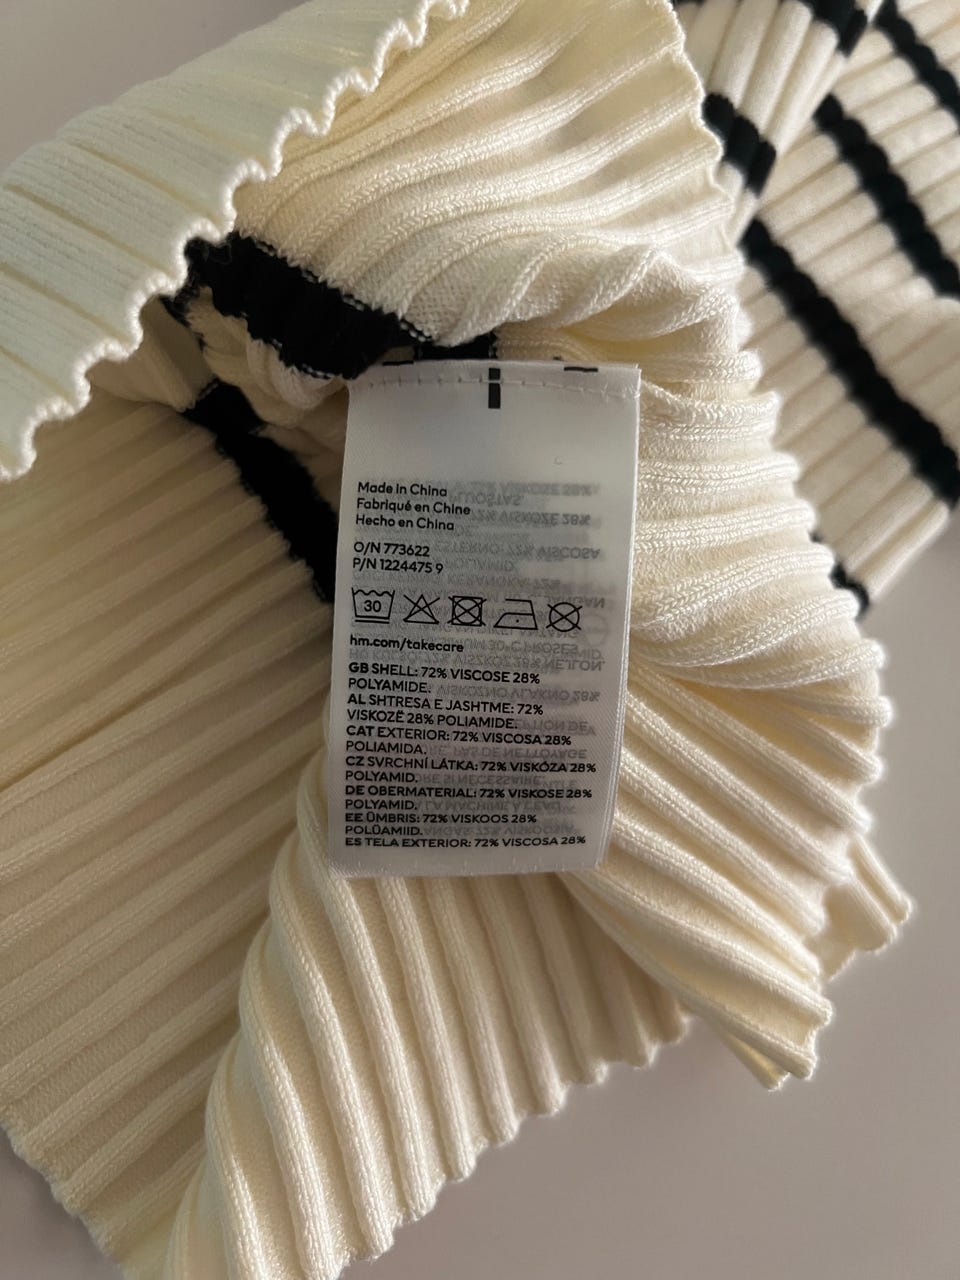 Made in China
Fabriqué en Chine
Hecho en China
O/N 773622
P/N 1224475 9
30
hm.com/takecare
GB SHELL: 72% VISCOSE 28%
POLYAMIDE.
AL SHTRESA E JASHTME: 72%
VISKOZË 28% POLIAMIDE.
CAT EXTERIOR: 72% VISCOSA 28%
POLIAMIDA.
CZ SVRCHNÍ LÁTKA: 72% VISKÓZA 28%
POLYAMID.
DE OBERMATERIAL: 72% VISKOSE 28%
POLYAMID.
EE ÜMBRIS: 72% VISKOOS 28%
POLÜAMIID.
ES TELA EXTERIOR: 72% VISCOSA 28%